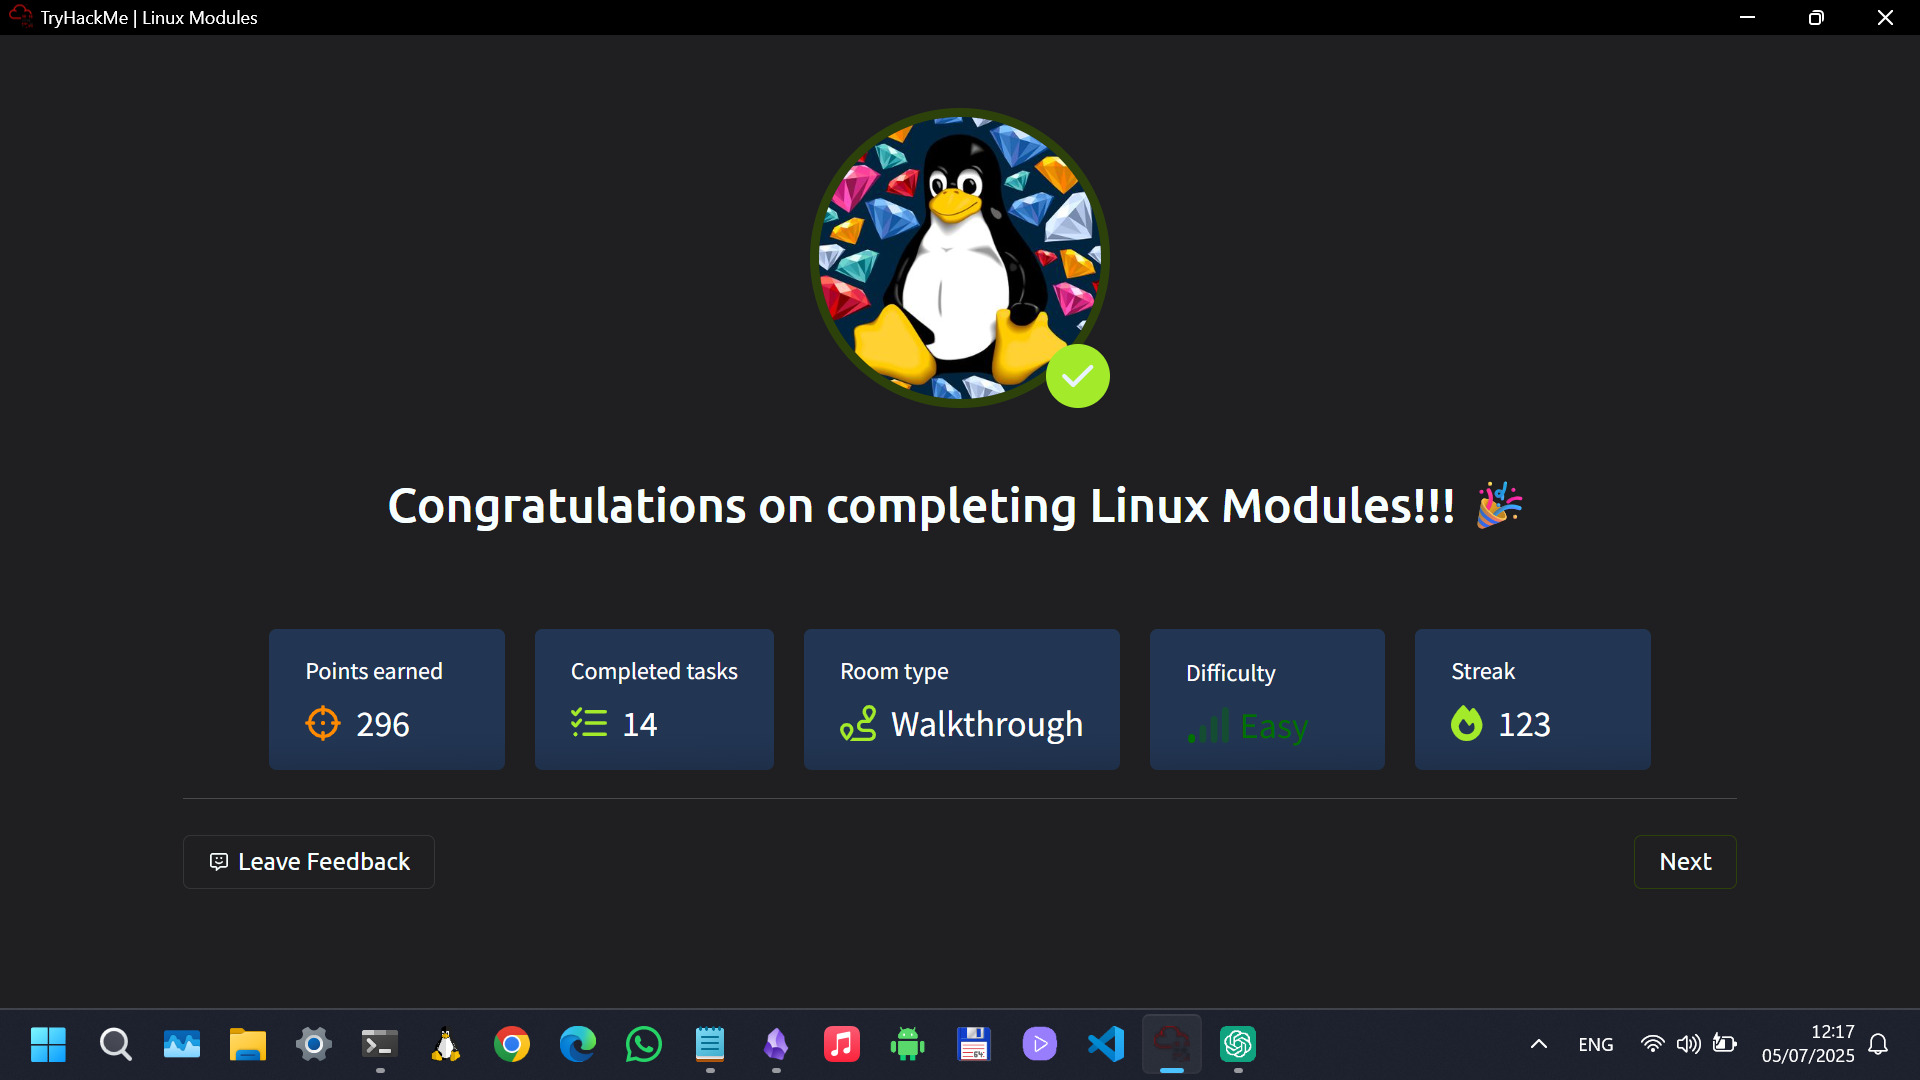 TryHackMe | Linux Modules
Congratulations on completing Linux Modules!!! 🎉
Points earned
296
Completed tasks
14
Room type
Walkthrough
Difficulty
Easy
Streak
123
Leave Feedback
Next
64
ENG
12:17
05/07/2025